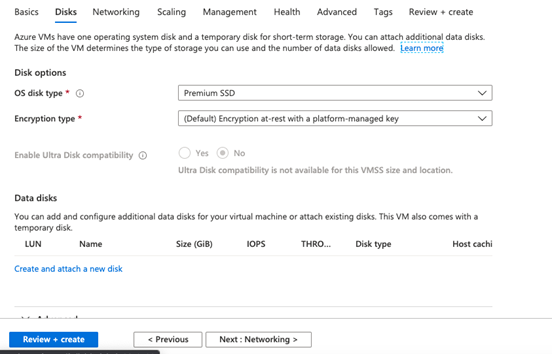 Basics Disks Networking Scaling Management Health Advanced Tags Review + create
Azure VMs have one operating system disk and a temporary disk for short-term storage. You can attach additional data disks.
The size of the VM determines the type of storage you can use and the number of data disks allowed. Learn more
Disk options
OS disk type * Premium SSD
Encryption type * (Default) Encryption at-rest with a platform-managed key
Enable Ultra Disk compatibility Yes No
Ultra Disk compatibility is not available for this VMSS size and location.
Data disks
You can add and configure additional data disks for your virtual machine or attach existing disks. This VM also comes with a
temporary disk.
LUN Name Size (GiB) IOPS THRO... Disk type Host cachi
Create and attach a new disk
Review + create < Previous Next : Networking >